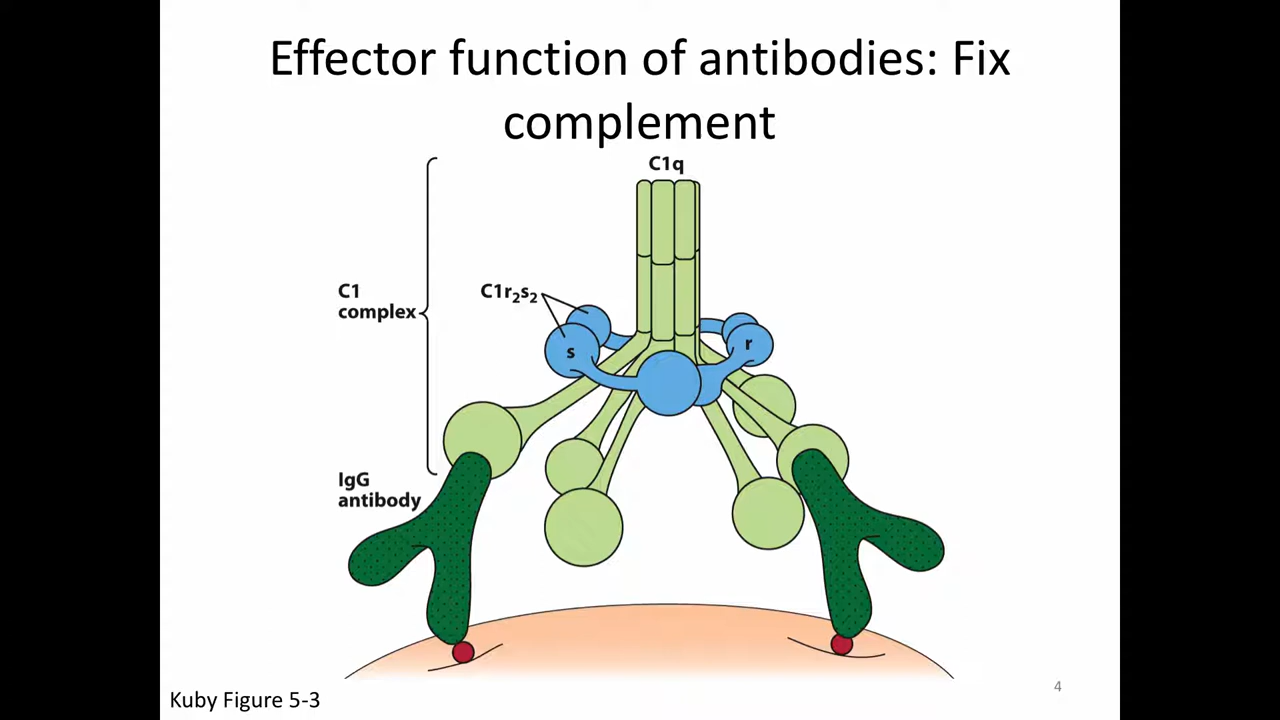 Effector function of antibodies: Fix
complement
C1q
C1
complex
C1r₂s₂
s
r
IgG
antibody
Kuby Figure 5-3
4